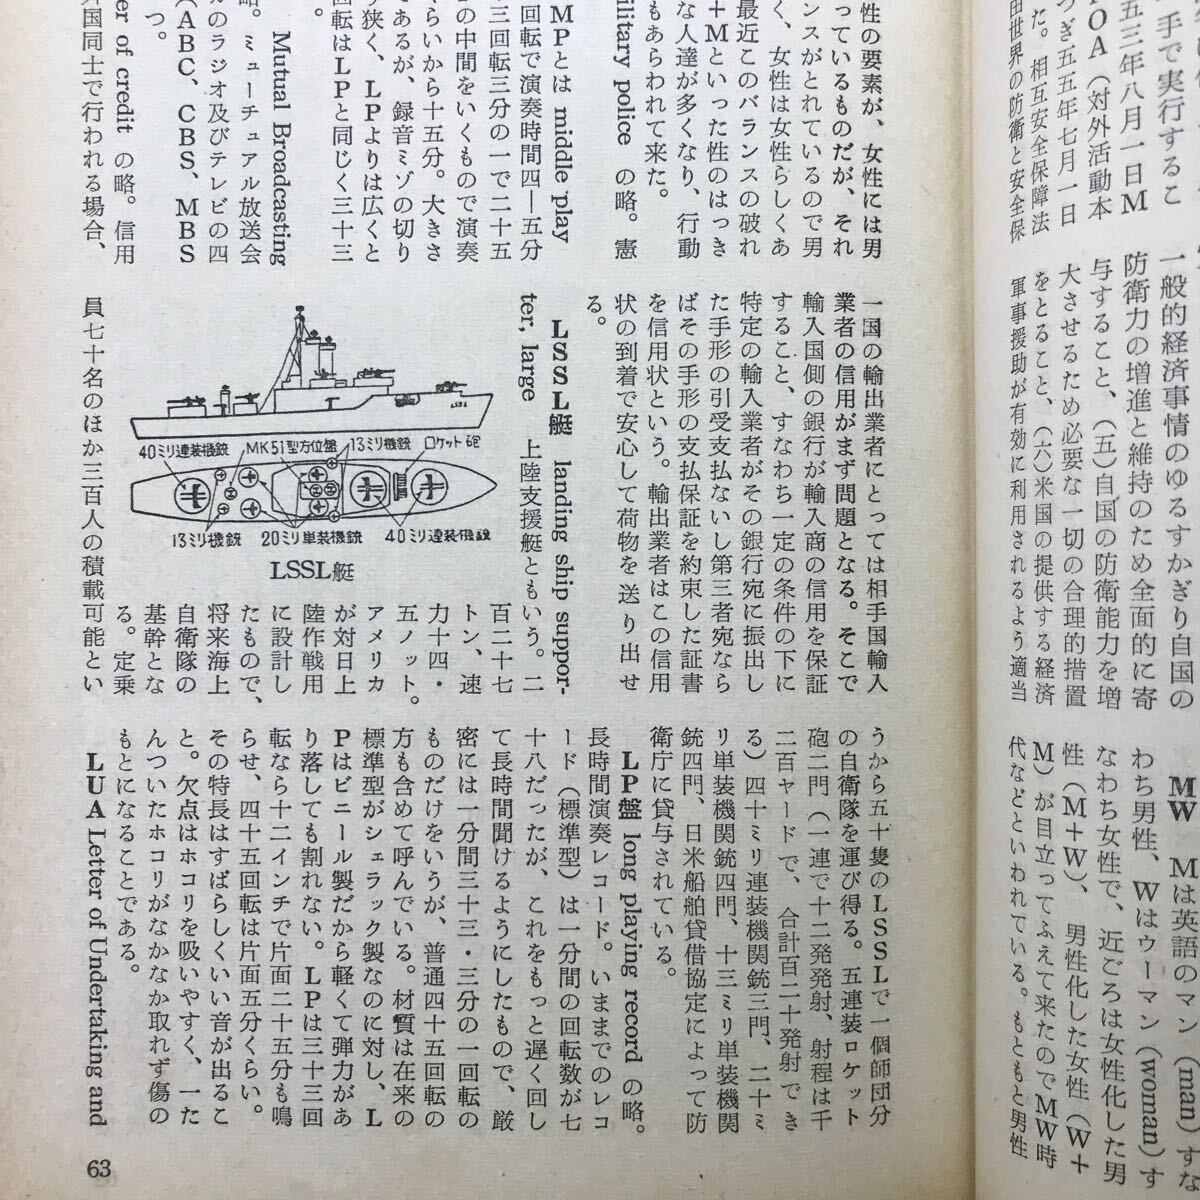 手で実行するこ
五三年八月一日M
FOA(対外活動本
つぎ五五年七月一日
た。相互安全保障法
由世界の防衛と安全保
一般的経済事情のゆるすかぎり自国の
防衛力の増進と維持のため全面的に寄
与すること、(五)自国の防衛能力を増
大させるため必要な一切の合理的措置
をとること、(六)米国の提供する経済
軍事援助が有効に利用されるよう適当
MW Mは英語のマン(man)すな
わち男性、Wはウーマン(woman)す
なわち女性で、近ごろは女性化した男
性(M+W)、男性化した女性(W+
M)が目立ってふえて来たのでMW時
代などといわれている。もともと男性
性の要素が、女性には男
っているものだが、それ
ンスがとれているので男
く、女性は女性らしくあ
最近このバランスの破れ
+Mといった性のはっき
な人達が多くなり、行動
もあらわれて来た。
military police の略。憲
MPとは middle play
回転で演奏時間四—五分
三回転三分の一で二十五
の中間をいくもので演奏
らいから十五分。大きさ
であるが、録音ミゾの切り
り狭く、LPよりは広くと
回転はLPと同じく三十三
Mutual Broadcasting
略。ミューチュアル放送会
カのラジオ及びテレビの四
(ABC、CBS、MBS
つ。
er of credit の略。信用
外国同士で行われる場合、
一国の輸出業者にとっては相手国輸入
業者の信用がまず問題となる。そこで
輸入国側の銀行が輸入商の信用を保証
すること、すなわち一定の条件の下に
特定の輸入業者がその銀行宛に振出し
た手形の引受支払ないし第三者宛なら
ばその手形の支払保証を約束した証書
を信用状という。輸出業者はこの信用
状の到着で安心して荷物を送り出せ
る。
LSSL艇 landing ship suppor-
ter, large 上陸支援艇ともいう。二
百二十七
トン、速
力十四・
五ノット。
アメリカ
が対日上
陸作戦用
に設計し
たもので、
将来海上
自衛隊の
基幹とな
る。定乗
員七十名のほか三百人の積載可能とい
LSSL
40ミリ連装機銃
MK51型方位盤
13ミリ機銃
ロケット砲
13ミリ機銃
20ミリ単装機銃
40ミリ連装機銃
LSSL艇
うから五十隻のLSSLで一個師団分
の自衛隊を運び得る。五連装ロケット
砲二門(一連で十二発発射、射程は千
二百ヤードで、合計百二十発射でき
る)四十ミリ連装機関銃三門、二十ミ
リ単装機関銃四門、十三ミリ単装機関
銃四門、日米船舶貸借協定によって防
衛庁に貸与されている。
LP盤 long playing record の略。
長時間演奏レコード。いままでのレコ
ード(標準型)は一分間の回転数が七
十八だったが、これをもっと遅く回し
て長時間聞けるようにしたもので、厳
密には一分間三十三・三分の一回転の
ものだけをいうが、普通四十五回転の
方も含めて呼んでいる。材質は在来の
標準型がシェラック製なのに対し、L
Pはビニール製だから軽くて弾力があ
り落しても割れない。LPは三十三回
転なら十二インチで片面二十五分も鳴
らせ、四十五回転は片面五分くらい。
その特長はすばらしくいい音が出るこ
と。欠点はホコリを吸いやすく、一た
んついたホコリがなかなか取れず傷の
もとになることである。
LUA Letter of Undertaking and
63